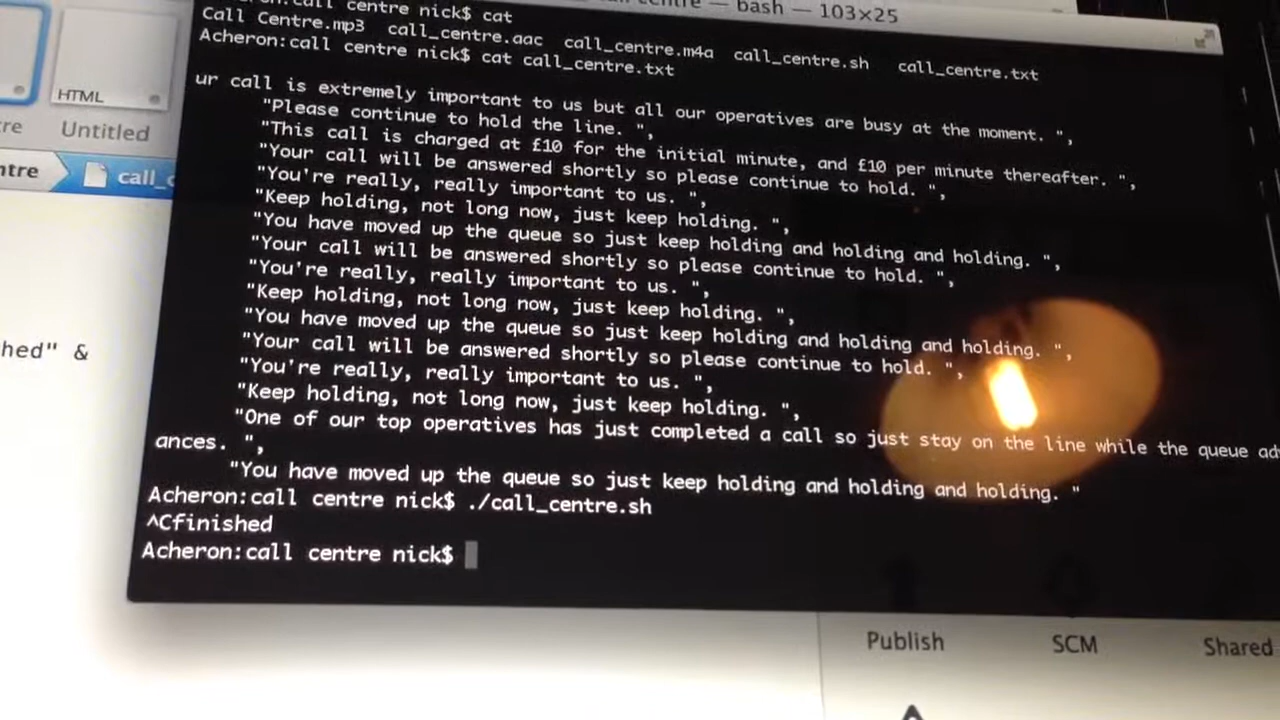 centre nick$ cat
centre — bash — 103×25
Call Centre.mp3 call_centre.aac call_centre.m4a call_centre.sh call_centre.txt
Acheron:call centre nick$ cat call_centre.txt
ur call is extremely important to us but all our operatives are busy at the moment. ",
"Please continue to hold the line. ",
"This call is charged at £10 for the initial minute, and £10 per minute thereafter. ",
"Your call will be answered shortly so please continue to hold. ",
"You're really, really important to us. ",
"Keep holding, not long now, just keep holding. ",
"You have moved up the queue so just keep holding and holding and holding. ",
"Your call will be answered shortly so please continue to hold. ",
"You're really, really important to us. ",
"Keep holding, not long now, just keep holding. ",
"You have moved up the queue so just keep holding and holding and holding. ",
"Your call will be answered shortly so please continue to hold. ",
"You're really, really important to us. ",
"Keep holding, not long now, just keep holding. ",
"One of our top operatives has just completed a call so just stay on the line while the queue ad
ances. ",
"You have moved up the queue so just keep holding and holding and holding. "
Acheron:call centre nick$ ./call_centre.sh
^Cfinished
Acheron:call centre nick$
HTML
re Untitled
ntre call_c
hed" &
Publish SCM Shared